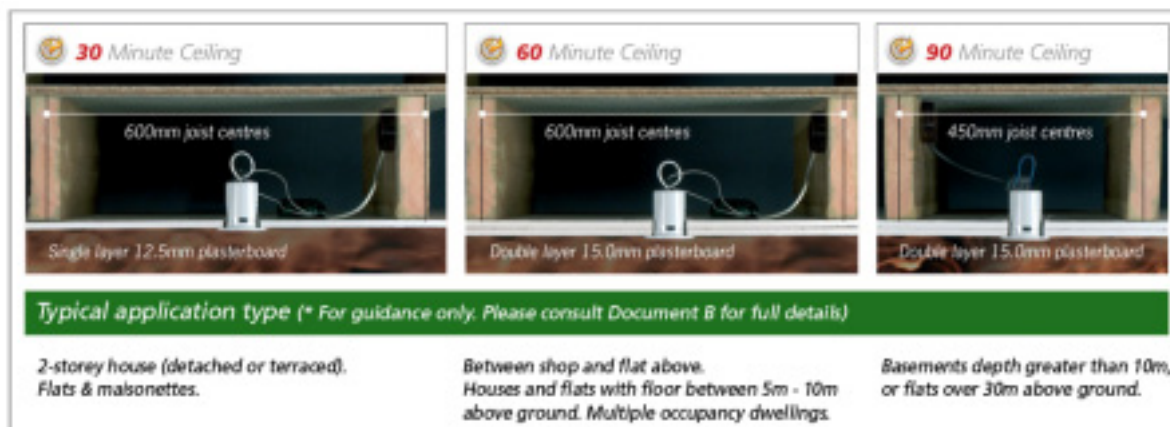 30 Minute Ceiling
60 Minute Ceiling
90 Minute Ceiling
600mm joist centres
600mm joist centres
450mm joist centres
Single layer 12.5mm plasterboard
Double layer 15.0mm plasterboard
Double layer 15.0mm plasterboard
Typical application type (* For guidance only. Please consult Document B for full details)
2-storey house (detached or terraced).
Flats & maisonettes.
Between shop and flat above.
Houses and flats with floor between 5m - 10m
above ground. Multiple occupancy dwellings.
Basements depth greater than 10m,
or flats over 30m above ground.